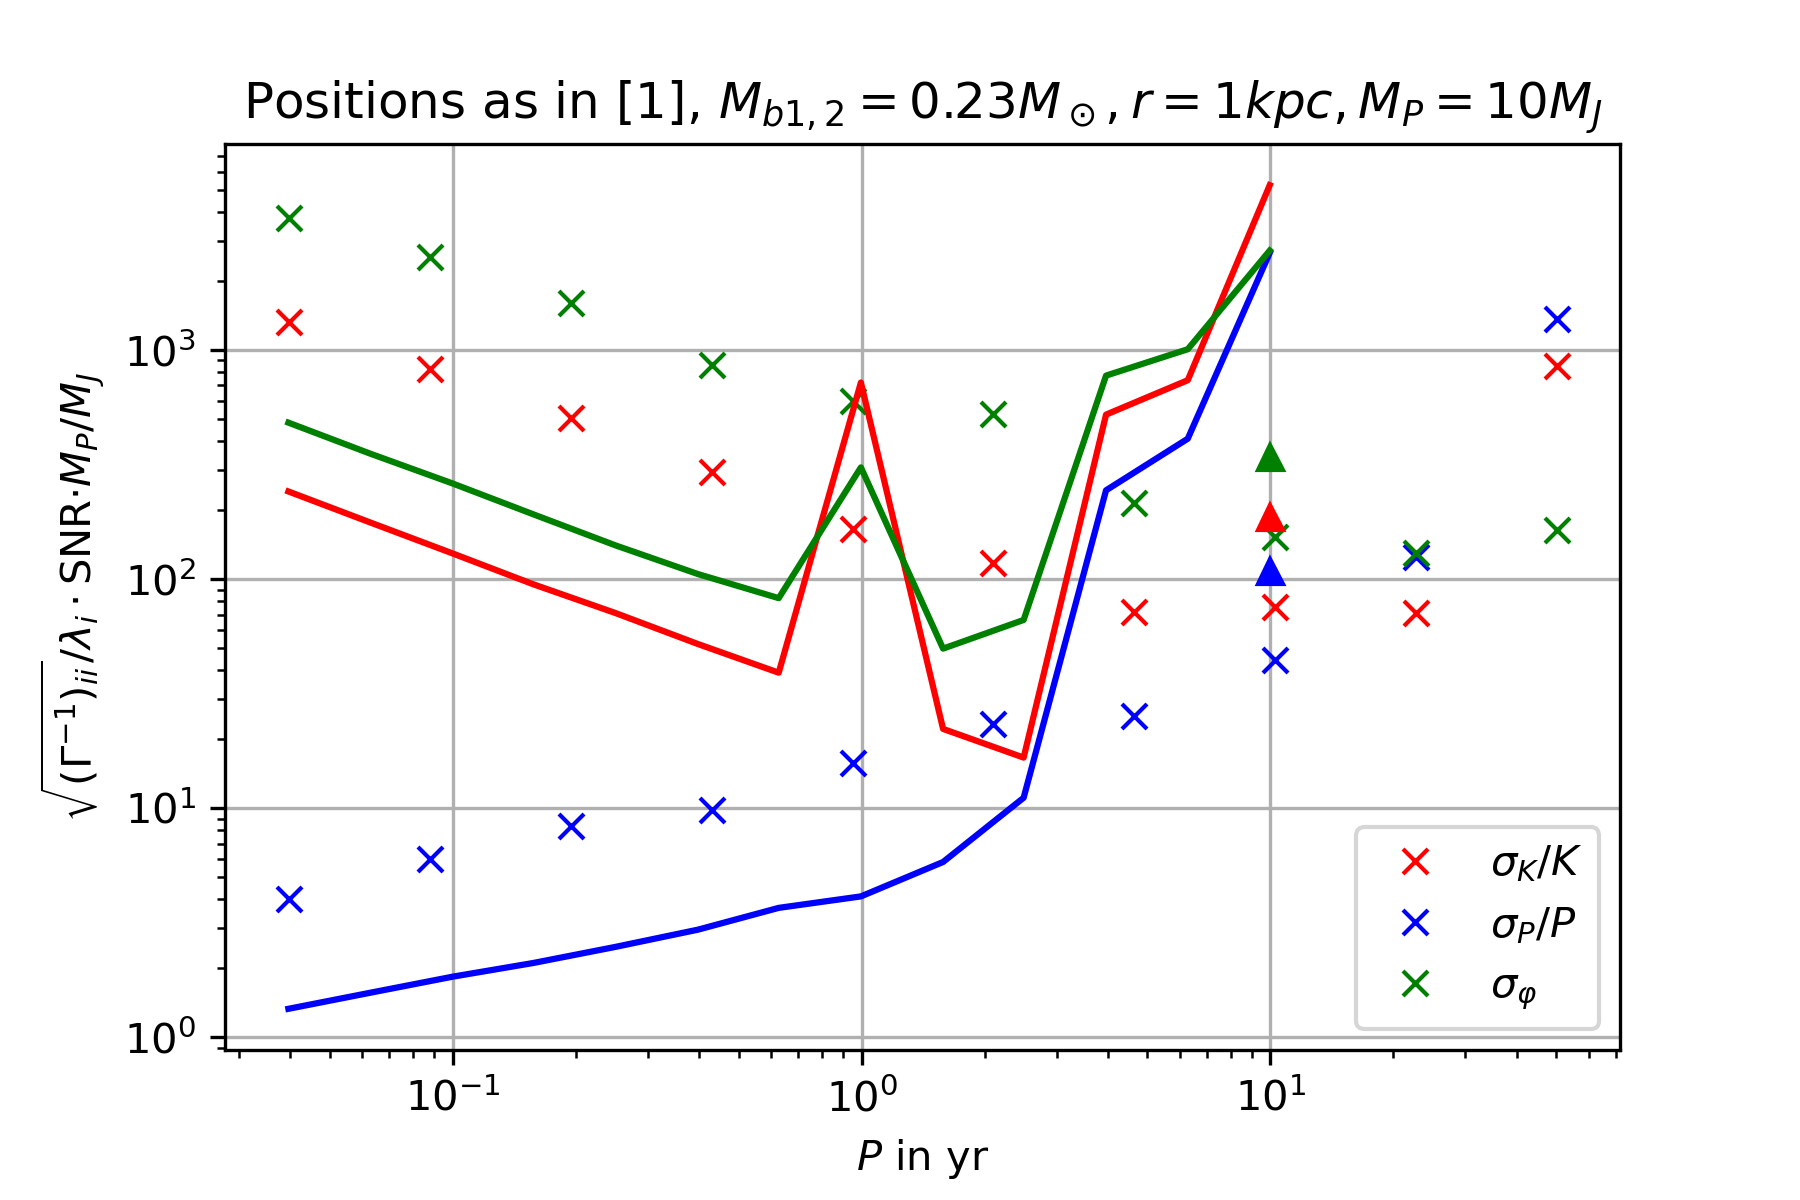 Positions as in [1], $M_{b1,2} = 0.23M_\odot, r = 1kpc, M_P = 10M_J$
$\sqrt{(\Gamma^{-1})_{ii}}/\lambda_i \cdot$ SNR$\cdot M_P/M_J$
$10^3$
$10^2$
$10^1$
$10^0$
$\sigma_K/K$
$\sigma_P/P$
$\sigma_\varphi$
$10^{-1}$ $10^0$ $10^1$
$P$ in yr